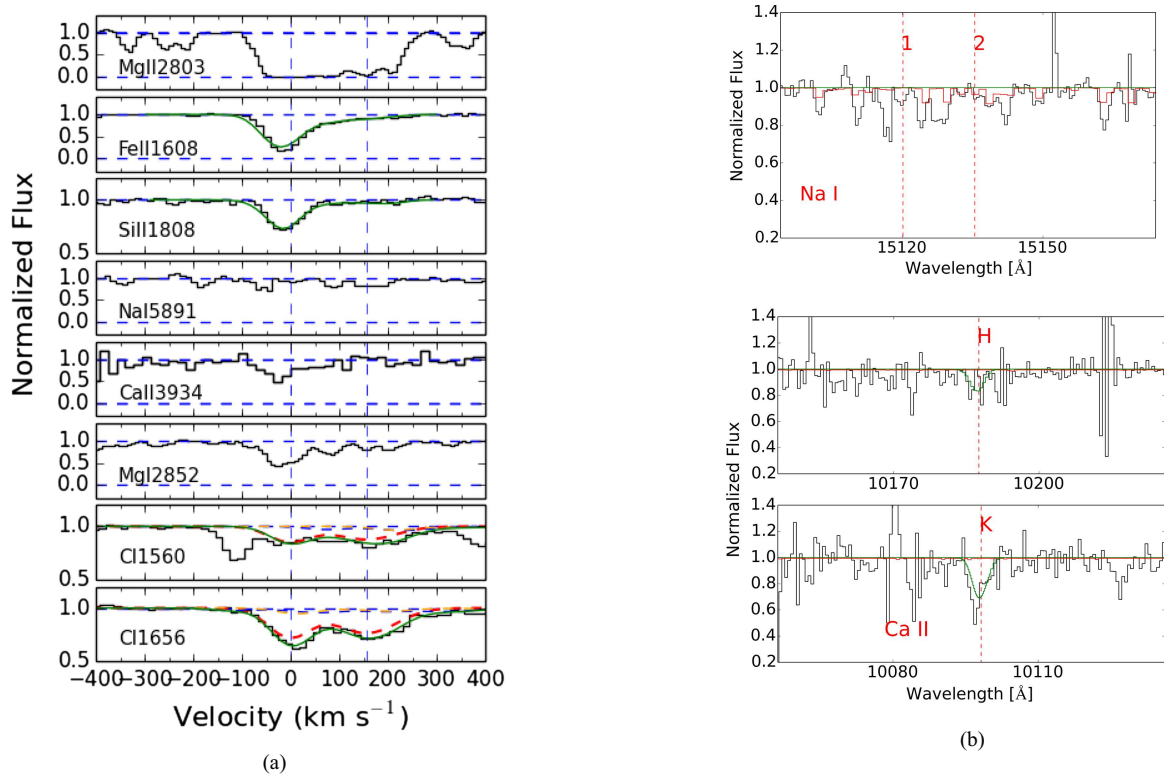 Normalized Flux
1.0
0.0
MgII2803
1.0
0.5
0.0
FeII1608
1.0
0.5
SiII1808
1.0
0.5
0.0
NaI5891
1.0
0.5
0.0
CaII3934
1.0
0.5
0.0
MgI2852
1.0
0.5
CI1560
1.0
0.5
CI1656
−400 −300 −200 −100 0 100 200 300 400
Velocity (km s⁻¹)
(a)
Normalized Flux
1.4
1.2
1.0
0.8
0.6
0.4
0.2
1 2
Na I
15120 15150
Wavelength [Å]
Normalized Flux
1.4
1.2
1.0
0.8
0.6
0.4
0.2
H
10170 10200
1.4
1.2
1.0
0.8
0.6
0.4
0.2
K
Ca II
10080 10110
Wavelength [Å]
(b)